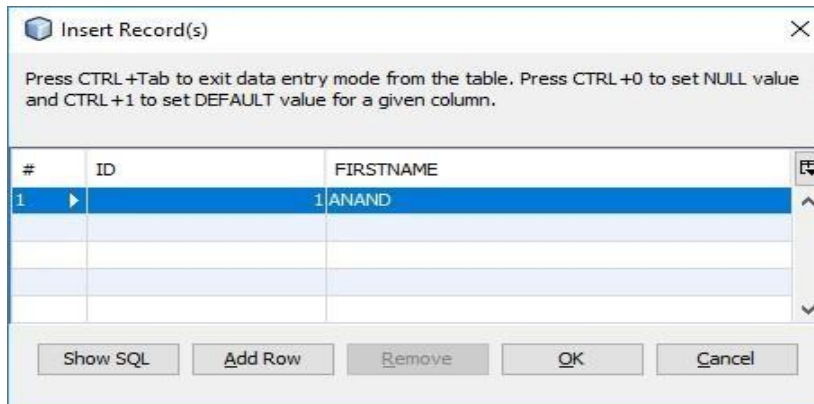 Insert Record(s)
Press CTRL+Tab to exit data entry mode from the table. Press CTRL+0 to set NULL value
and CTRL+1 to set DEFAULT value for a given column.
# ID FIRSTNAME
1 1 ANAND
Show SQL Add Row Remove OK Cancel